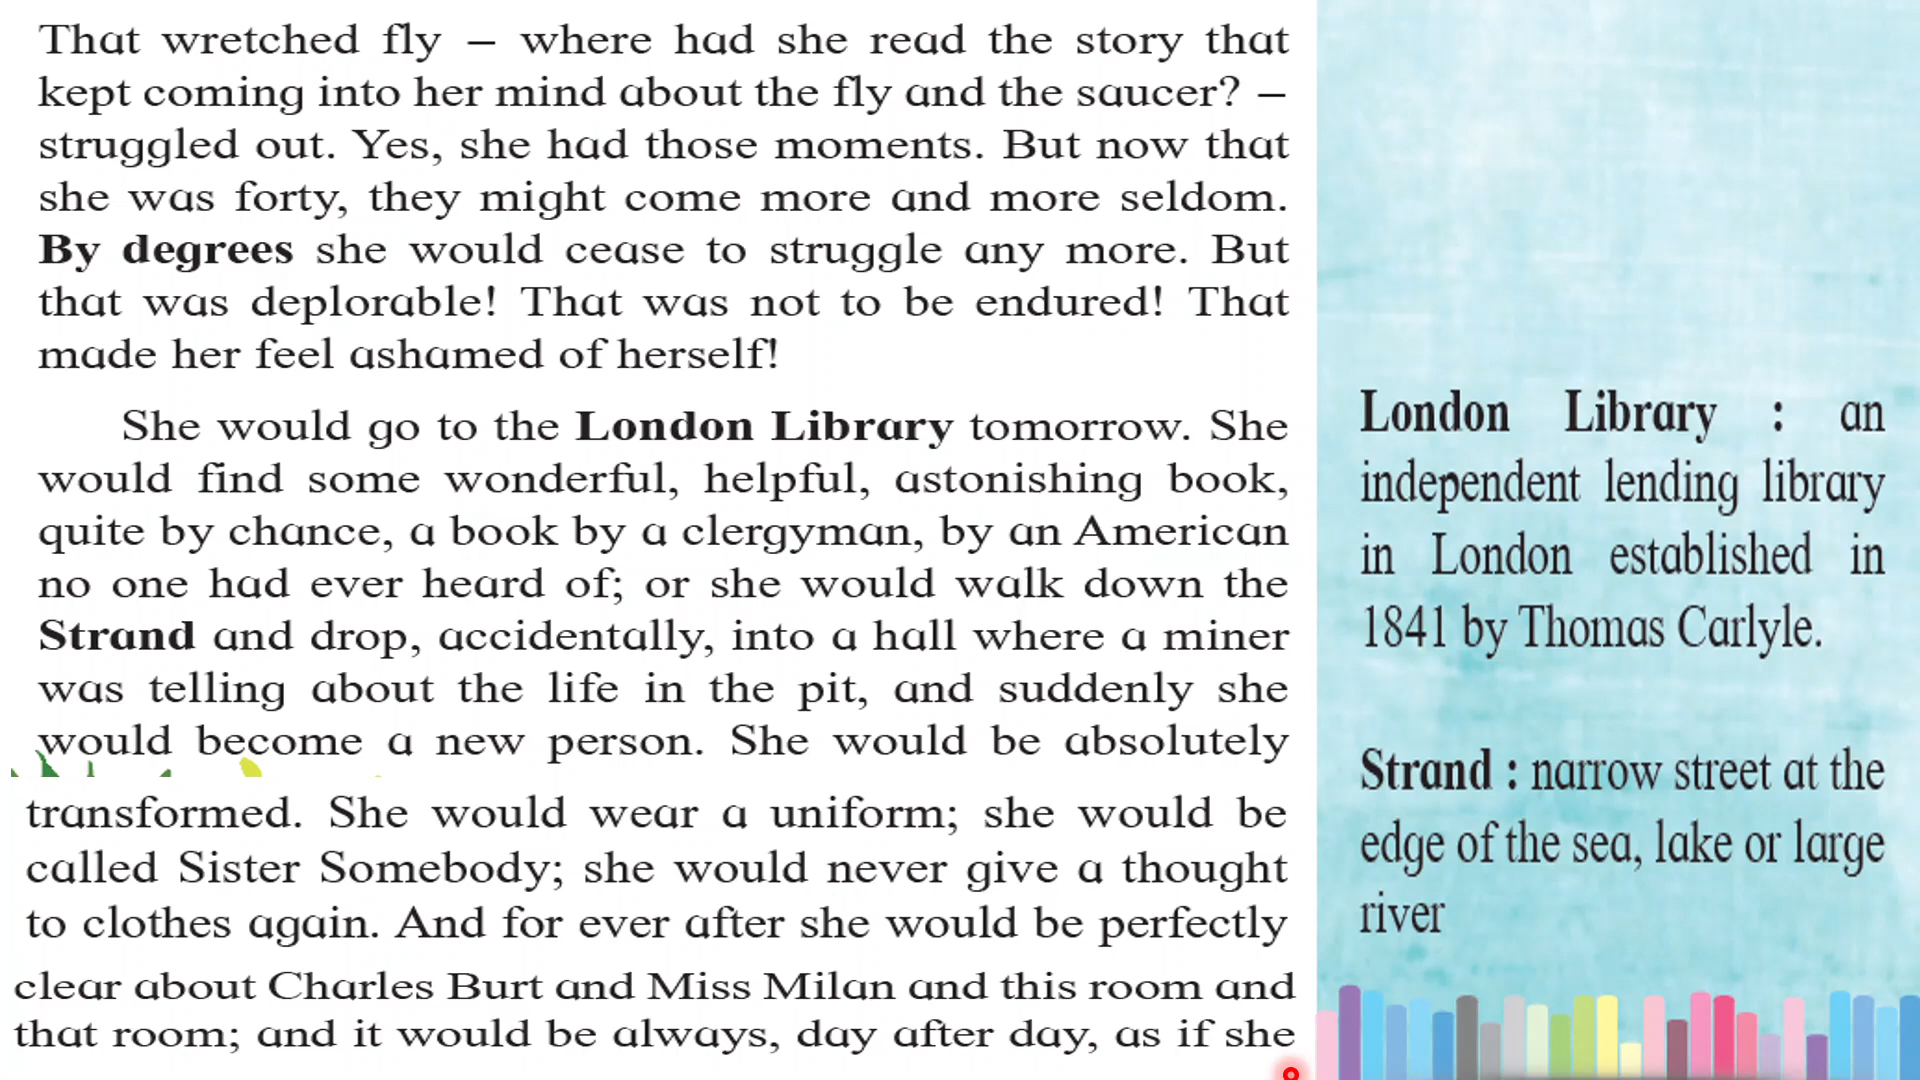 That wretched fly – where had she read the story that
kept coming into her mind about the fly and the saucer? –
struggled out. Yes, she had those moments. But now that
she was forty, they might come more and more seldom.
By degrees she would cease to struggle any more. But
that was deplorable! That was not to be endured! That
made her feel ashamed of herself!
She would go to the London Library tomorrow. She
would find some wonderful, helpful, astonishing book,
quite by chance, a book by a clergyman, by an American
no one had ever heard of; or she would walk down the
Strand and drop, accidentally, into a hall where a miner
was telling about the life in the pit, and suddenly she
would become a new person. She would be absolutely
transformed. She would wear a uniform; she would be
called Sister Somebody; she would never give a thought
to clothes again. And for ever after she would be perfectly
clear about Charles Burt and Miss Milan and this room and
that room; and it would be always, day after day, as if she
London Library : an
independent lending library
in London established in
1841 by Thomas Carlyle.
Strand : narrow street at the
edge of the sea, lake or large
river